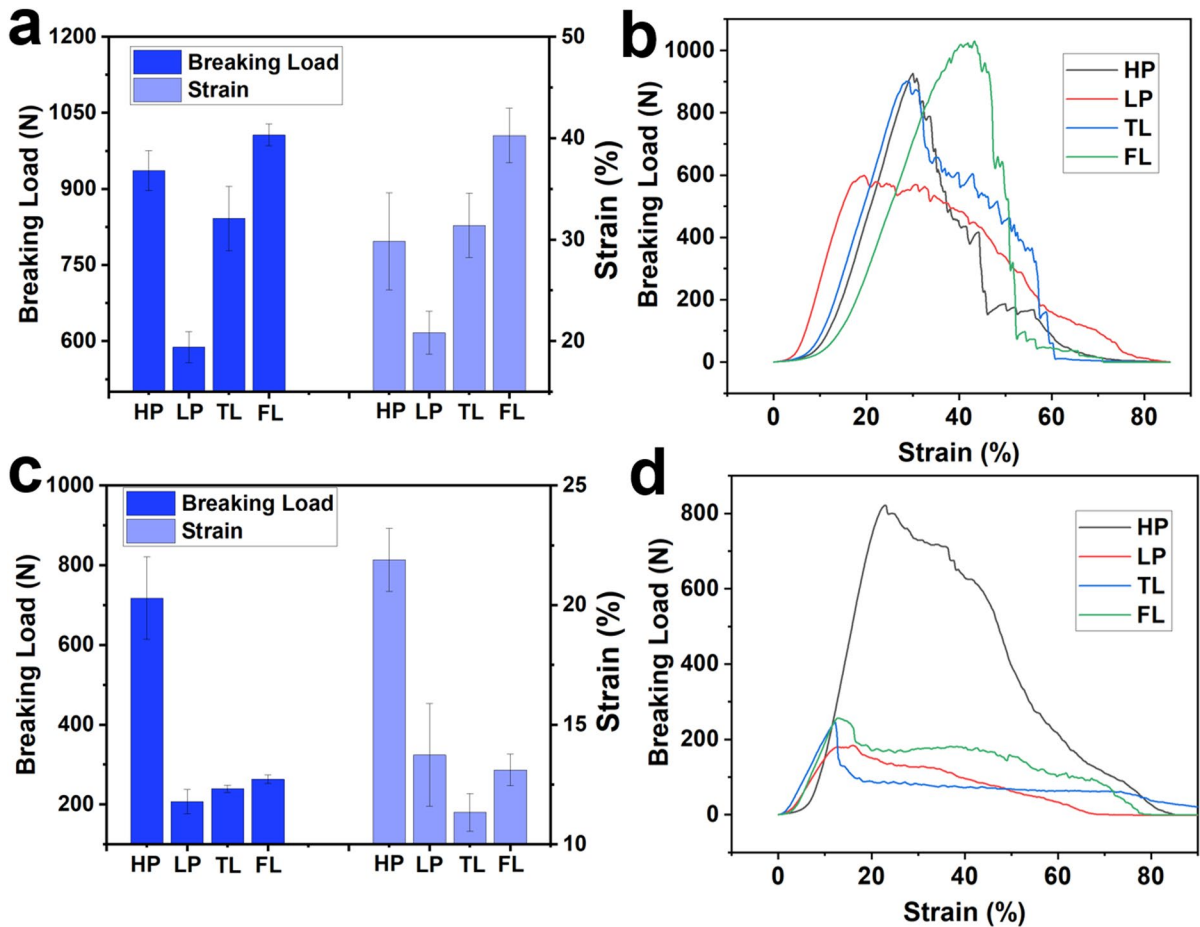 a
1200
1050
900
750
600
Breaking Load (N)
Breaking Load
Strain
HP LP TL FL
HP LP TL FL
50
40
30
20
10
Strain (%)
b
1000
800
600
400
200
0
Breaking Load (N)
HP
LP
TL
FL
0 20 40 60 80
Strain (%)
c
1000
800
600
400
200
Breaking Load (N)
Breaking Load
Strain
HP LP TL FL
HP LP TL FL
25
20
15
10
Strain (%)
d
800
600
400
200
0
Breaking Load (N)
HP
LP
TL
FL
0 20 40 60 80
Strain (%)